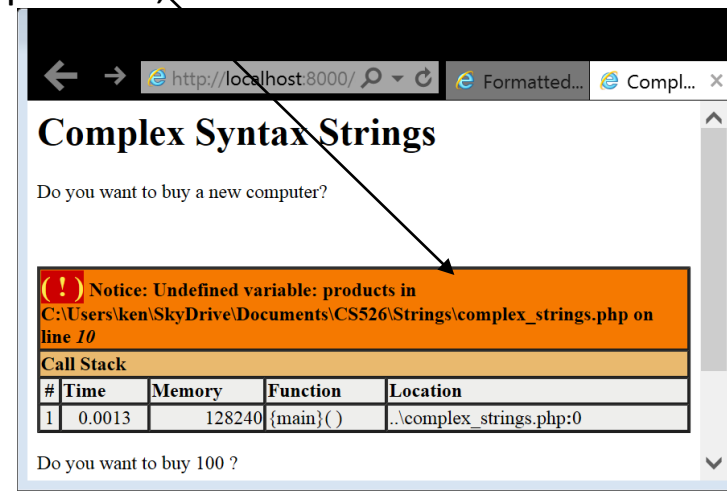 http://localhost:8000/
Formatted...
Compl...
Complex Syntax Strings
Do you want to buy a new computer?
( ! ) Notice: Undefined variable: products in
C:\Users\ken\SkyDrive\Documents\CS526\Strings\complex_strings.php on
line 10
Call Stack
# Time Memory Function Location
1 0.0013 128240 {main}( ) ..\complex_strings.php:0
Do you want to buy 100 ?